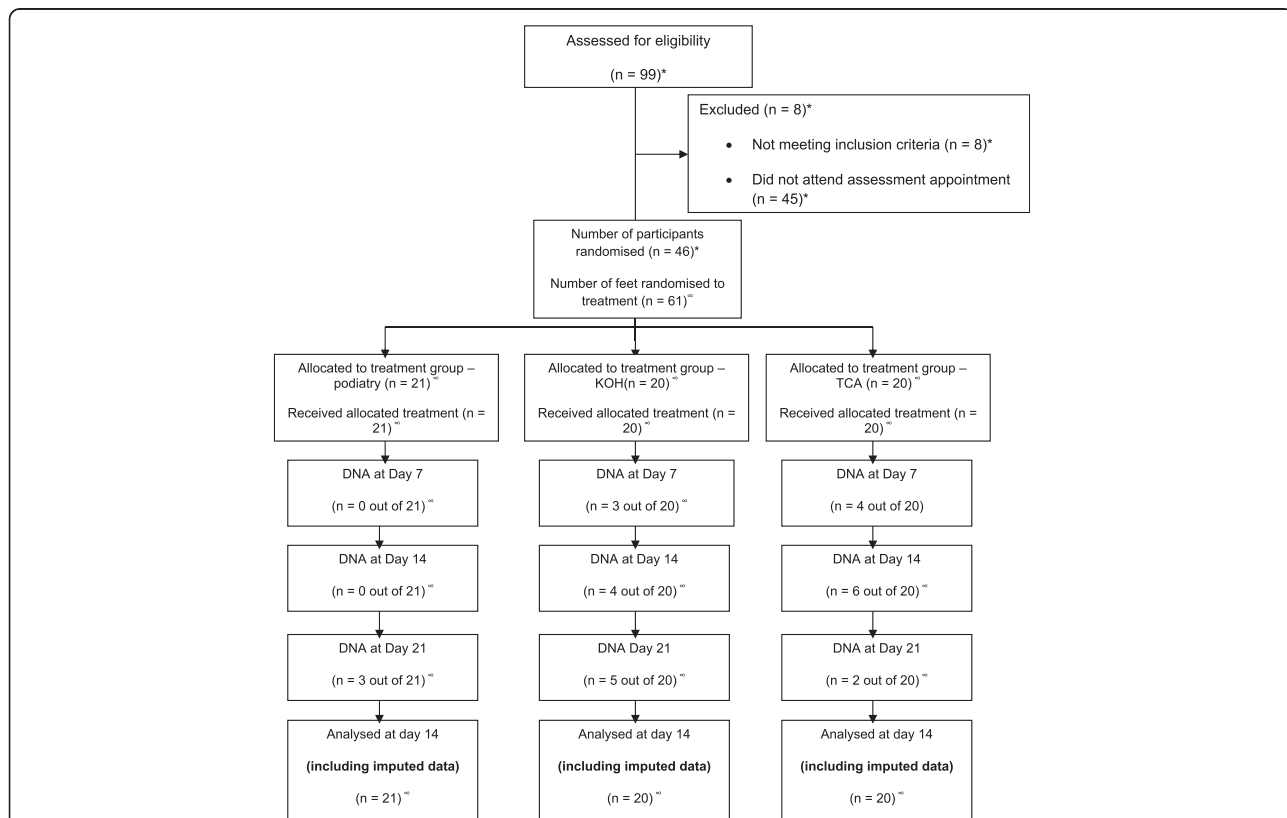 Assessed for eligibility
(n = 99)*
Excluded (n = 8)*
• Not meeting inclusion criteria (n = 8)*
• Did not attend assessment appointment
(n = 45)*
Number of participants
randomised (n = 46)*
Number of feet randomised to
treatment (n = 61)∞
Allocated to treatment group –
podiatry (n = 21)∞
Received allocated treatment (n =
21)∞
Allocated to treatment group –
KOH(n = 20)∞
Received allocated treatment (n =
20)∞
Allocated to treatment group –
TCA (n = 20)∞
Received allocated treatment (n =
20)∞
DNA at Day 7
(n = 0 out of 21)∞
DNA at Day 7
(n = 3 out of 20)∞
DNA at Day 7
(n = 4 out of 20)
DNA at Day 14
(n = 0 out of 21)∞
DNA at Day 14
(n = 4 out of 20)∞
DNA at Day 14
(n = 6 out of 20)∞
DNA at Day 21
(n = 3 out of 21)∞
DNA Day 21
(n = 5 out of 20)∞
DNA at Day 21
(n = 2 out of 20)∞
Analysed at day 14
(including imputed data)
(n = 21)∞
Analysed at day 14
(including imputed data)
(n = 20)∞
Analysed at day 14
(including imputed data)
(n = 20)∞